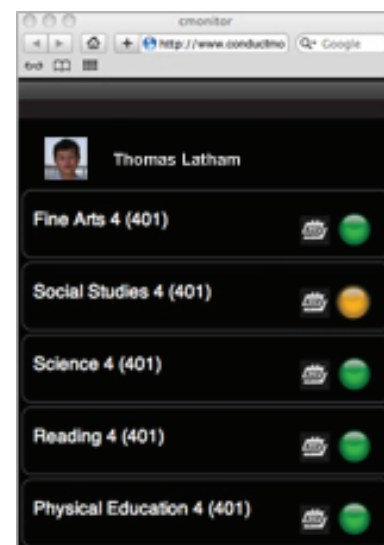 cmonitor
http://www.conductmo
Google
Thomas Latham
Fine Arts 4 (401)
Social Studies 4 (401)
Science 4 (401)
Reading 4 (401)
Physical Education 4 (401)